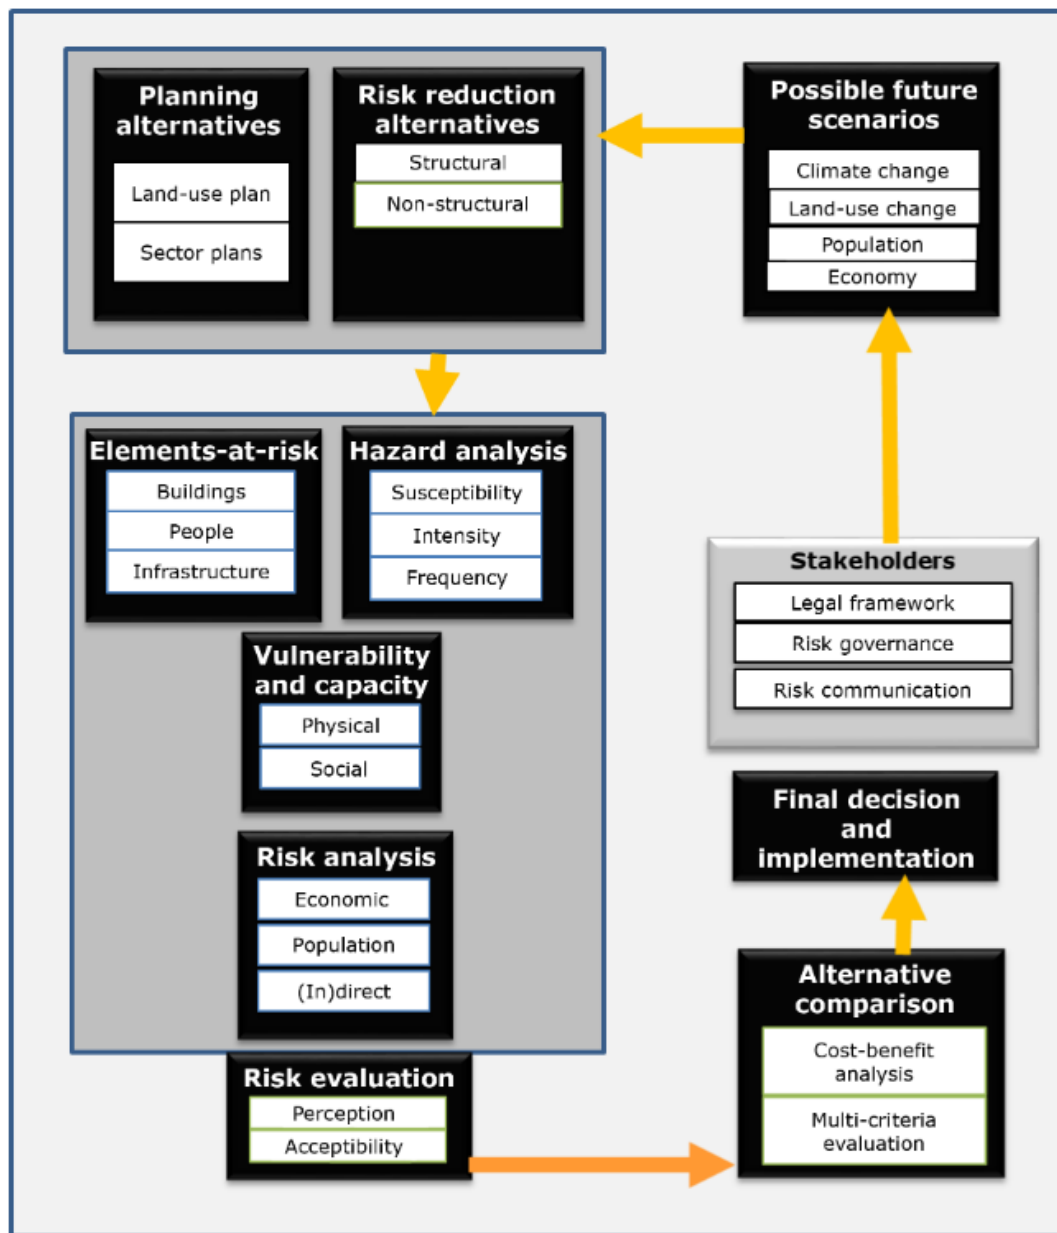 Planning
alternatives
Land-use plan
Sector plans
Risk reduction
alternatives
Structural
Non-structural
Possible future
scenarios
Climate change
Land-use change
Population
Economy
Elements-at-risk
Buildings
People
Infrastructure
Hazard analysis
Susceptibility
Intensity
Frequency
Vulnerability
and capacity
Physical
Social
Risk analysis
Economic
Population
(In)direct
Risk evaluation
Perception
Acceptibility
Stakeholders
Legal framework
Risk governance
Risk communication
Final decision
and
implementation
Alternative
comparison
Cost-benefit
analysis
Multi-criteria
evaluation